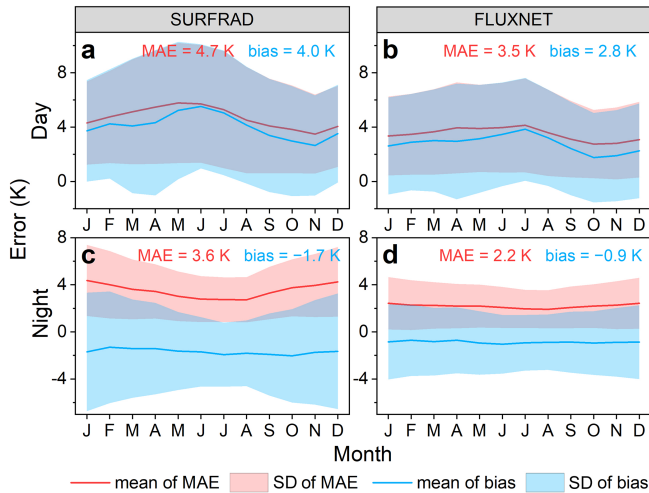 SURFRAD
FLUXNET
a MAE = 4.7 K bias = 4.0 K
b MAE = 3.5 K bias = 2.8 K
8
4
0
Day
J F M A M J J A S O N D
J F M A M J J A S O N D
Error (K)
c MAE = 3.6 K bias = −1.7 K
d MAE = 2.2 K bias = −0.9 K
8
4
0
-4
Night
J F M A M J J A S O N D
J F M A M J J A S O N D
Month
mean of MAE SD of MAE mean of bias SD of bias